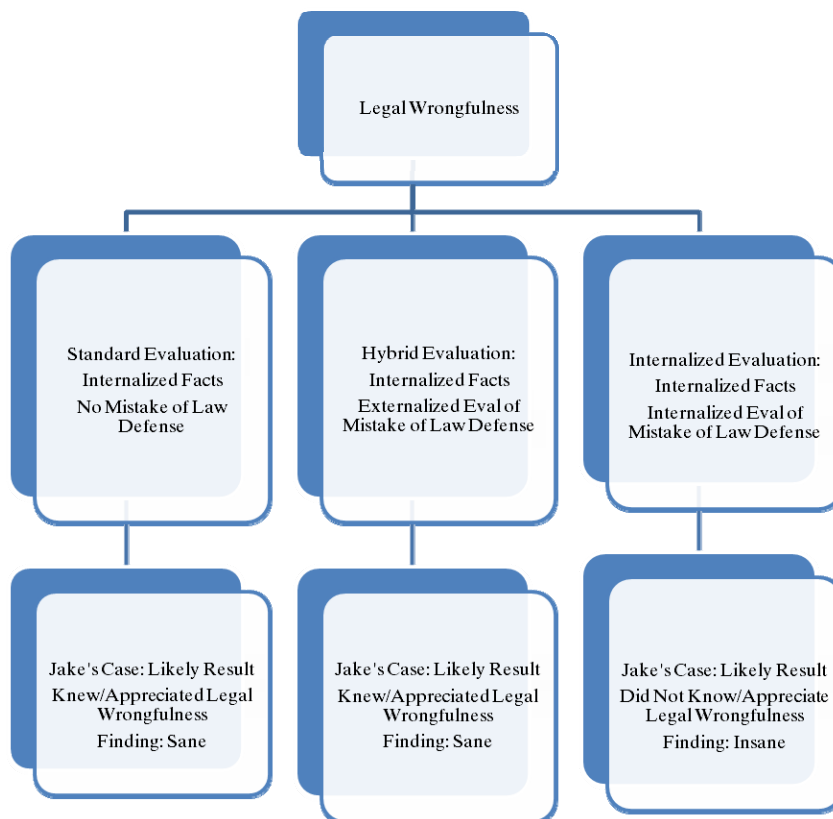 Legal Wrongfulness
Standard Evaluation:
Internalized Facts
No Mistake of Law
Defense
Hybrid Evaluation:
Internalized Facts
Externalized Eval of
Mistake of Law Defense
Internalized Evaluation:
Internalized Facts
Internalized Eval of
Mistake of Law Defense
Jake's Case: Likely Result
Knew/Appreciated Legal
Wrongfulness
Finding: Sane
Jake's Case: Likely Result
Knew/Appreciated Legal
Wrongfulness
Finding: Sane
Jake's Case: Likely Result
Did Not Know/Appreciate
Legal Wrongfulness
Finding: Insane